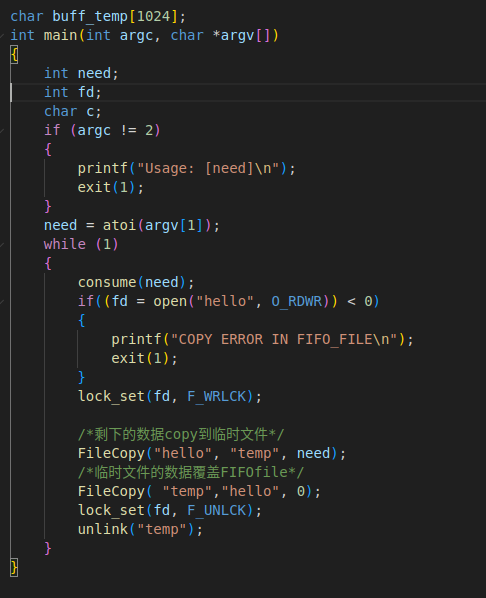 char buff_temp[1024];
int main(int argc, char *argv[])
{
    int need;
    int fd;
    char c;
    if (argc != 2)
    {
        printf("Usage: [need]\n");
        exit(1);
    }
    need = atoi(argv[1]);
    while (1)
    {
        consume(need);
        if((fd = open("hello", O_RDWR)) < 0)
        {
            printf("COPY ERROR IN FIFO_FILE\n");
            exit(1);
        }
        lock_set(fd, F_WRLCK);

        /*剩下的数据copy到临时文件*/
        FileCopy("hello", "temp", need);
        /*临时文件的数据覆盖FIFOfile*/
        FileCopy( "temp","hello", 0);
        lock_set(fd, F_UNLCK);
        unlink("temp");
    }
}